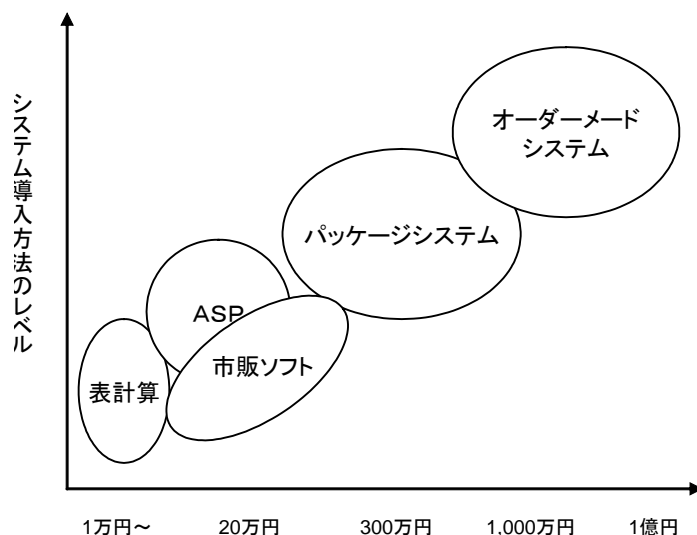 システム導入方法のレベル
オーダーメード
システム
パッケージシステム
ASP
市販ソフト
表計算
1万円～
20万円
300万円
1,000万円
1億円